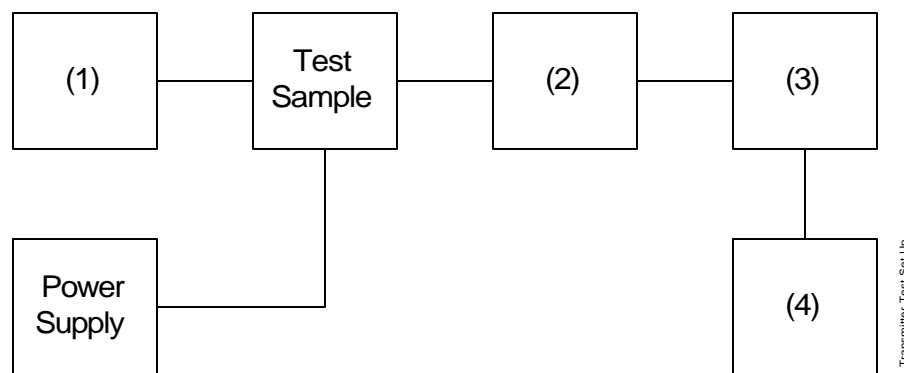 (1)
Test
Sample
(2)
(3)
Power
Supply
(4)
Transmitter Test Set Up